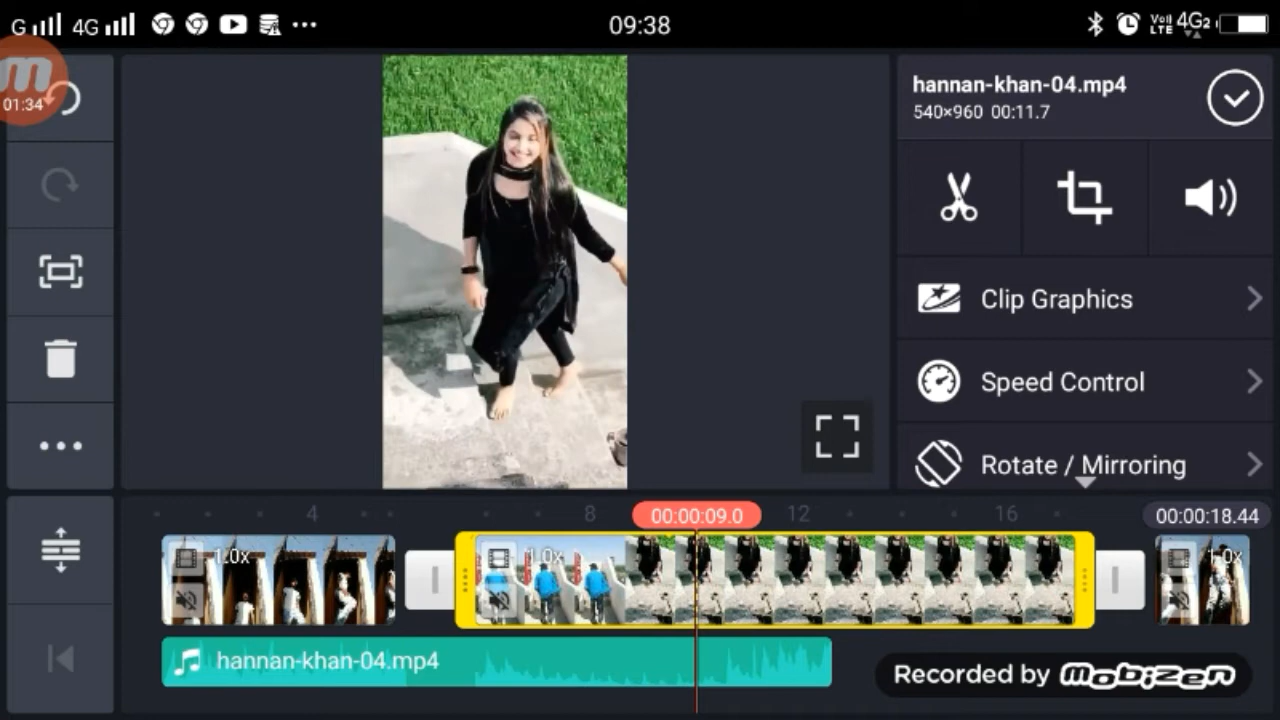 G 4G 09:38 VoLTE 4G2
m
01:34
hannan-khan-04.mp4
540×960 00:11.7
Clip Graphics
Speed Control
Rotate / Mirroring
4 8 00:00:09.0 12 16 00:00:18.44
1.0x 1.0x 1.0x
hannan-khan-04.mp4
Recorded by mobizen